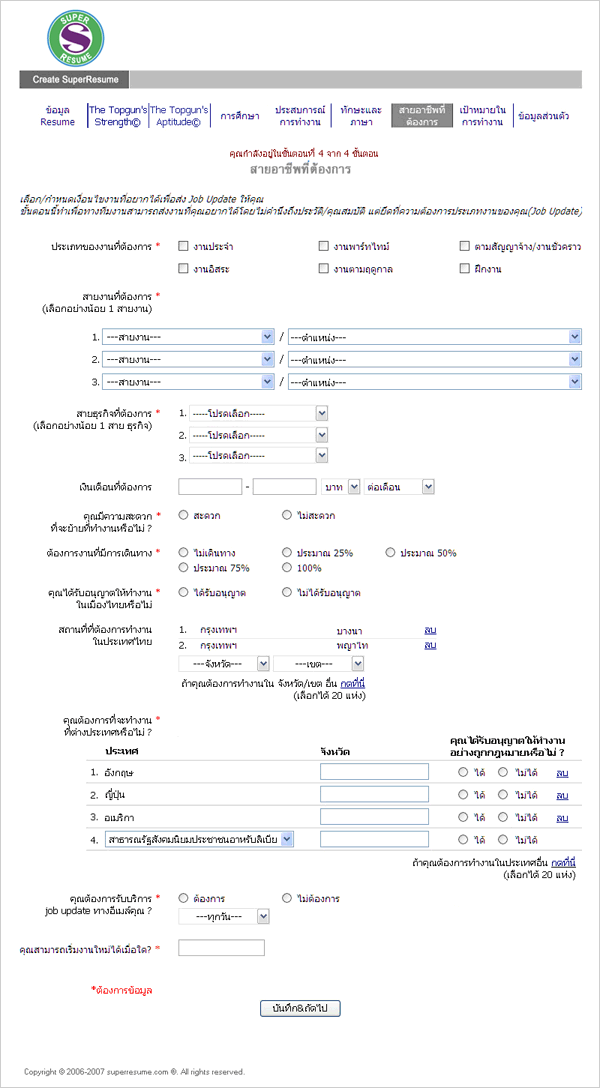 SUPER
S
RESUME
Create SuperResume
ข้อมูล Resume
The Topgun's Strength©
The Topgun's Aptitude©
การศึกษา
ประสบการณ์ การทำงาน
ทักษะและ ภาษา
สายอาชีพที่ ต้องการ
เป้าหมายใน การทำงาน
ข้อมูลส่วนตัว
คุณกำลังอยู่ในขั้นตอนที่ 4 จาก 4 ขั้นตอน
สายอาชีพที่ต้องการ
เลือก/กำหนดเงื่อนไขงานที่อยากได้เพื่อส่ง Job Update ให้คุณ
ขั้นตอนนี้ทำเพื่อทางทีมงานสามารถส่งงานที่คุณอยากได้โดยไม่คำนึงถึงประวัติ/คุณสมบัติ แต่ยึดที่ความต้องการประเภทงานของคุณ(Job Update)
ประเภทของงานที่ต้องการ * งานประจำ งานพาร์ทไทม์ ตามสัญญาจ้าง/งานชั่วคราว
งานอิสระ งานตามฤดูกาล ฝึกงาน
สายงานที่ต้องการ *
(เลือกอย่างน้อย 1 สายงาน)
1. ---สายงาน--- / ---ตำแหน่ง---
2. ---สายงาน--- / ---ตำแหน่ง---
3. ---สายงาน--- / ---ตำแหน่ง---
สายธุรกิจที่ต้องการ * 1. -----โปรดเลือก-----
(เลือกอย่างน้อย 1 สาย ธุรกิจ)
2. -----โปรดเลือก-----
3. -----โปรดเลือก-----
เงินเดือนที่ต้องการ - บาท ต่อเดือน
คุณมีความสะดวก * สะดวก ไม่สะดวก
ที่จะย้ายที่ทำงานหรือไม่ ?
ต้องการงานที่มีการเดินทาง * ไม่เดินทาง ประมาณ 25% ประมาณ 50%
ประมาณ 75% 100%
คุณได้รับอนุญาตให้ทำงาน * ได้รับอนุญาต ไม่ได้รับอนุญาต
ในเมืองไทยหรือไม่
สถานที่ที่ต้องการทำงาน 1. กรุงเทพฯ บางนา ลบ
ในประเทศไทย 2. กรุงเทพฯ พญาไท ลบ
---จังหวัด--- ---เขต---
ถ้าคุณต้องการทำงานใน จังหวัด/เขต อื่น กดที่นี่
(เลือกได้ 20 แห่ง)
คุณต้องการที่จะทำงาน *
ที่ต่างประเทศหรือไม่ ?
คุณได้รับอนุญาตให้ทำงาน
ประเทศ จังหวัด อย่างถูกกฎหมายหรือไม่ ?
1. อังกฤษ ได้ ไม่ได้ ลบ
2. ญี่ปุ่น ได้ ไม่ได้ ลบ
3. อเมริกา ได้ ไม่ได้ ลบ
4. สาธารณรัฐสังคมนิยมประชาชนอาหรับลิเบีย ได้ ไม่ได้
ถ้าคุณต้องการทำงานในประเทศอื่น กดที่นี่
(เลือกได้ 20 แห่ง)
คุณต้องการรับบริการ * ต้องการ ไม่ต้องการ
job update ทางอีเมล์คุณ ?
---ทุกวัน---
คุณสามารถเริ่มงานใหม่ได้เมื่อใด? *
*ต้องการข้อมูล
บันทึก&ถัดไป
Copyright © 2006-2007 superresume.com ®. All rights reserved.